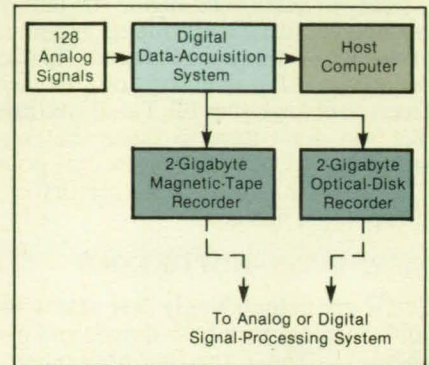 128
Analog
Signals
Digital
Data-Acquisition
System
Host
Computer
2-Gigabyte
Magnetic-Tape
Recorder
2-Gigabyte
Optical-Disk
Recorder
To Analog or Digital
Signal-Processing System